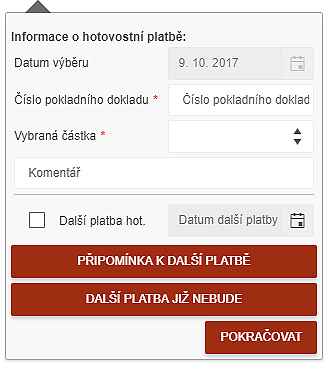 Informace o hotovostní platbě:
Datum výběru 9. 10. 2017
Číslo pokladního dokladu * Číslo pokladního doklad
Vybraná částka *
Komentář
Další platba hot. Datum další platby
PŘIPOMÍNKA K DALŠÍ PLATBĚ
DALŠÍ PLATBA JIŽ NEBUDE
POKRAČOVAT